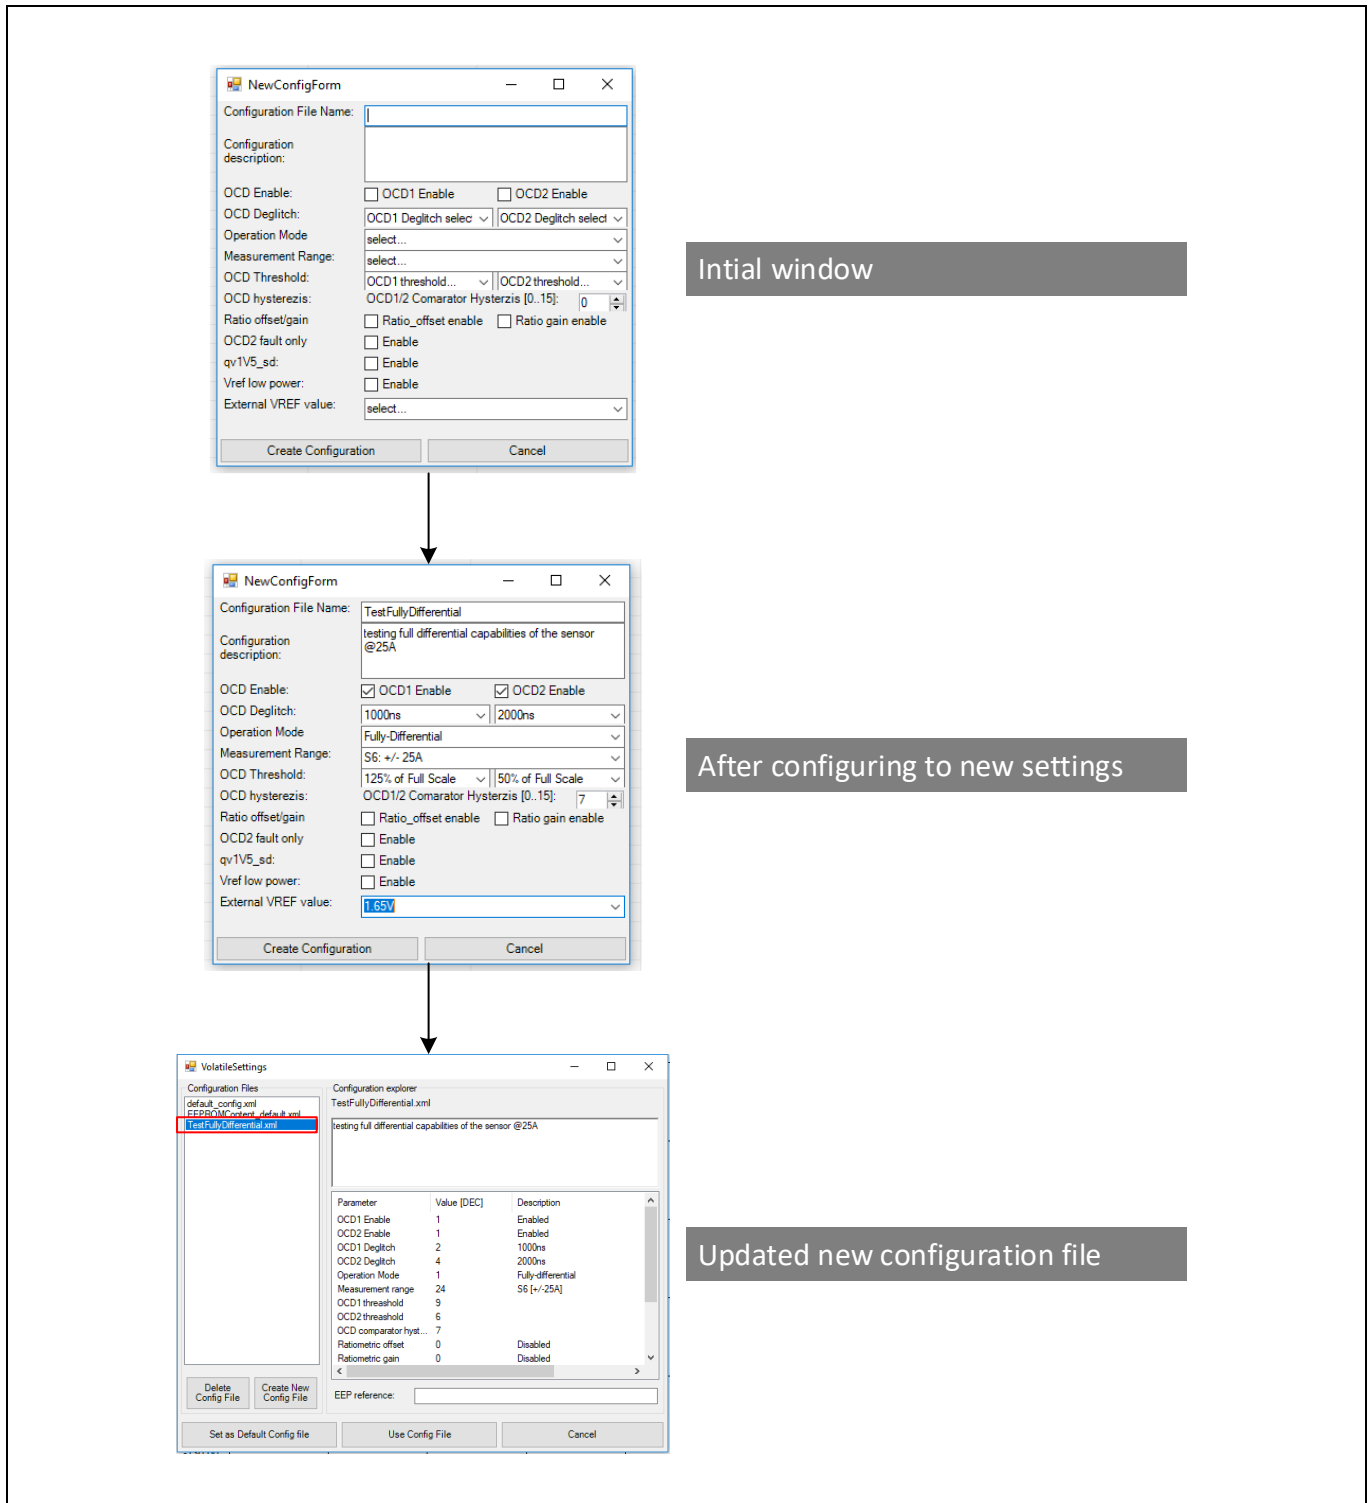 NewConfigForm
Configuration File Name:
Configuration
description:
OCD Enable: OCD1 Enable OCD2 Enable
OCD Deglitch: OCD1 Deglitch selec OCD2 Deglitch select
Operation Mode select...
Measurement Range: select...
OCD Threshold: OCD1 threshold... OCD2 threshold...
OCD hysterezis: OCD1/2 Comarator Hysterzis [0..15]: 0
Ratio offset/gain Ratio_offset enable Ratio gain enable
OCD2 fault only Enable
qv1V5_sd: Enable
Vref low power: Enable
External VREF value: select...
Create Configuration Cancel
Intial window
NewConfigForm
Configuration File Name: TestFullyDifferential
Configuration
description:
testing full differential capabilities of the sensor
@25A
OCD Enable: OCD1 Enable OCD2 Enable
OCD Deglitch: 1000ns 2000ns
Operation Mode Fully-Differential
Measurement Range: S6: +/- 25A
OCD Threshold: 125% of Full Scale 50% of Full Scale
OCD hysterezis: OCD1/2 Comarator Hysterzis [0..15]: 7
Ratio offset/gain Ratio_offset enable Ratio gain enable
OCD2 fault only Enable
qv1V5_sd: Enable
Vref low power: Enable
External VREF value: 1.65V
Create Configuration Cancel
After configuring to new settings
VolatileSettings
Configuration Files
default_config.xml
EEPROMContent_default.xml
TestFullyDifferential.xml
Configuration explorer
TestFullyDifferential.xml
testing full differential capabilities of the sensor @25A
Parameter Value [DEC] Description
OCD1 Enable 1 Enabled
OCD2 Enable 1 Enabled
OCD1 Deglitch 2 1000ns
OCD2 Deglitch 4 2000ns
Operation Mode 1 Fully-differential
Measurement range 24 S6 [+/-25A]
OCD1 threashold 9
OCD2 threashold 6
OCD comparator hyst... 7
Ratiometric offset 0 Disabled
Ratiometric gain 0 Disabled
Delete
Config File
Create New
Config File
EEP reference:
Set as Default Config file Use Config File Cancel
Updated new configuration file